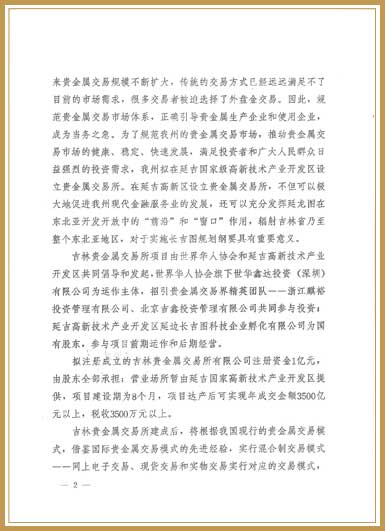 来贵金属交易规模不断扩大，传统的交易方式已经远远满足不了
目前的市场需求，很多交易者被迫选择了外盘金交易。因此，规
范贵金属交易市场体系，正确引导贵金属生产企业和使用企业，
成为当务之急。为了规范我州的贵金属交易市场，推动贵金属交
易市场的健康、稳定、快速发展，满足投资者和广大人民群众日
益强烈的投资需求，我州拟在延吉国家级高新技术产业开发区设
立贵金属交易所。在延吉高新区设立贵金属交易所，不但可以极
大地促进我州现代金融服务业的发展，还可以充分发挥延龙图在
东北亚开发开放中的“前沿”和“窗口”作用，辐射吉林省乃至
整个东北亚地区，对于实施长吉图规划纲要具有重要意义。
吉林贵金属交易所项目由世界华人协会和延吉高新技术产业
开发区共同倡导和发起，世界华人协会旗下世华鑫达投资（深圳）
有限公司为运作主体，招引贵金属交易界精英团队——浙江麒裕
投资管理有限公司、北京吉鑫投资管理有限公司共同参与投资；
延吉高新技术产业开发区延边长吉图科技企业孵化有限公司为国
有股东，参与项目前期运作和后期经营。
拟注册成立的吉林贵金属交易所有限公司注册资金1亿元，
由股东全部承担；营业场所暂由延吉国家高新技术产业开发区提
供，项目建设期为8个月，项目达产后可实现年成交金额3500亿
元以上，税收3500万元以上。
吉林贵金属交易所建成后，将根据我国现行的贵金属交易模
式，借鉴国际贵金属交易模式的先进经验，实行混合制交易模式
——网上电子交易、现货交易和实物交易实行对应的交易模式，
— 2 —